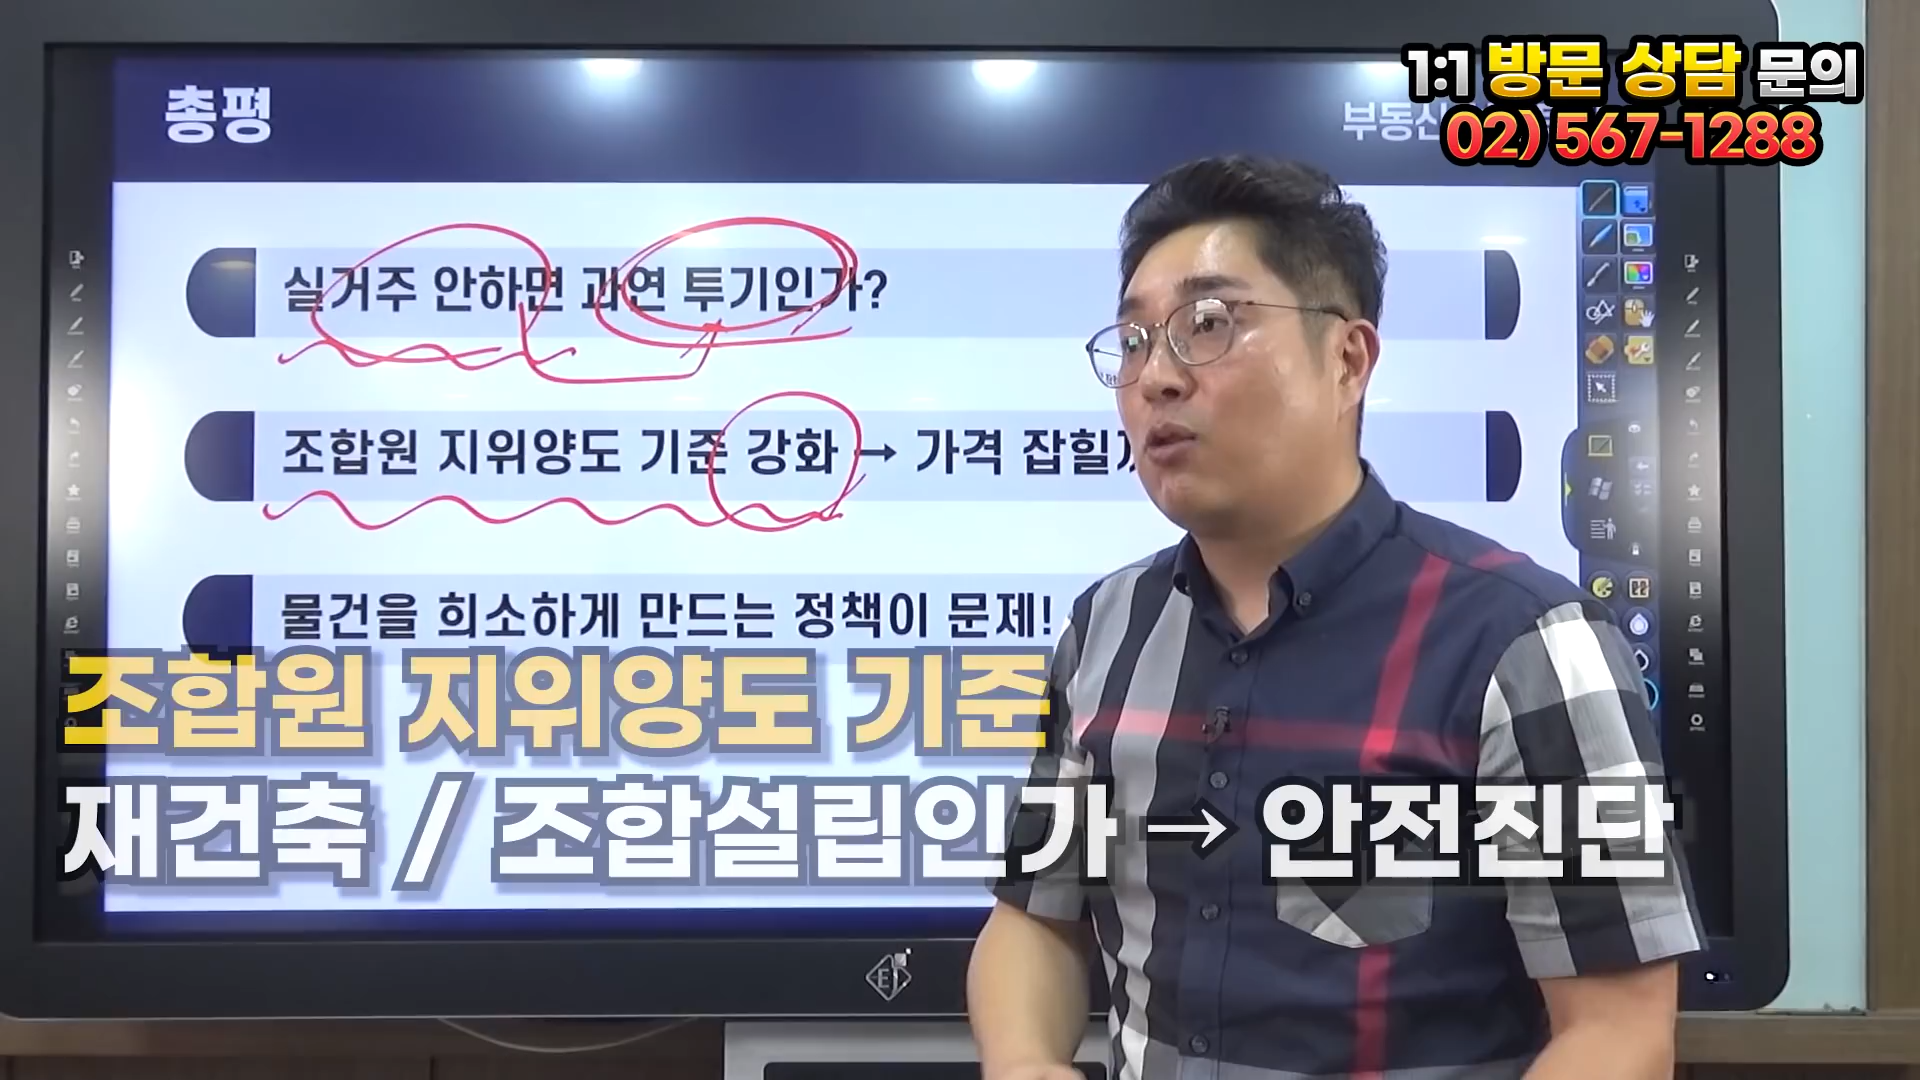 총평
1:1 방문 상담 문의
부동산
02) 567-1288
실거주 안하면 과연 투기인가?
조합원 지위양도 기준 강화 → 가격 잡힐
물건을 희소하게 만드는 정책이 문제!
조합원 지위양도 기준
재건축 / 조합설립인가 → 안전진단